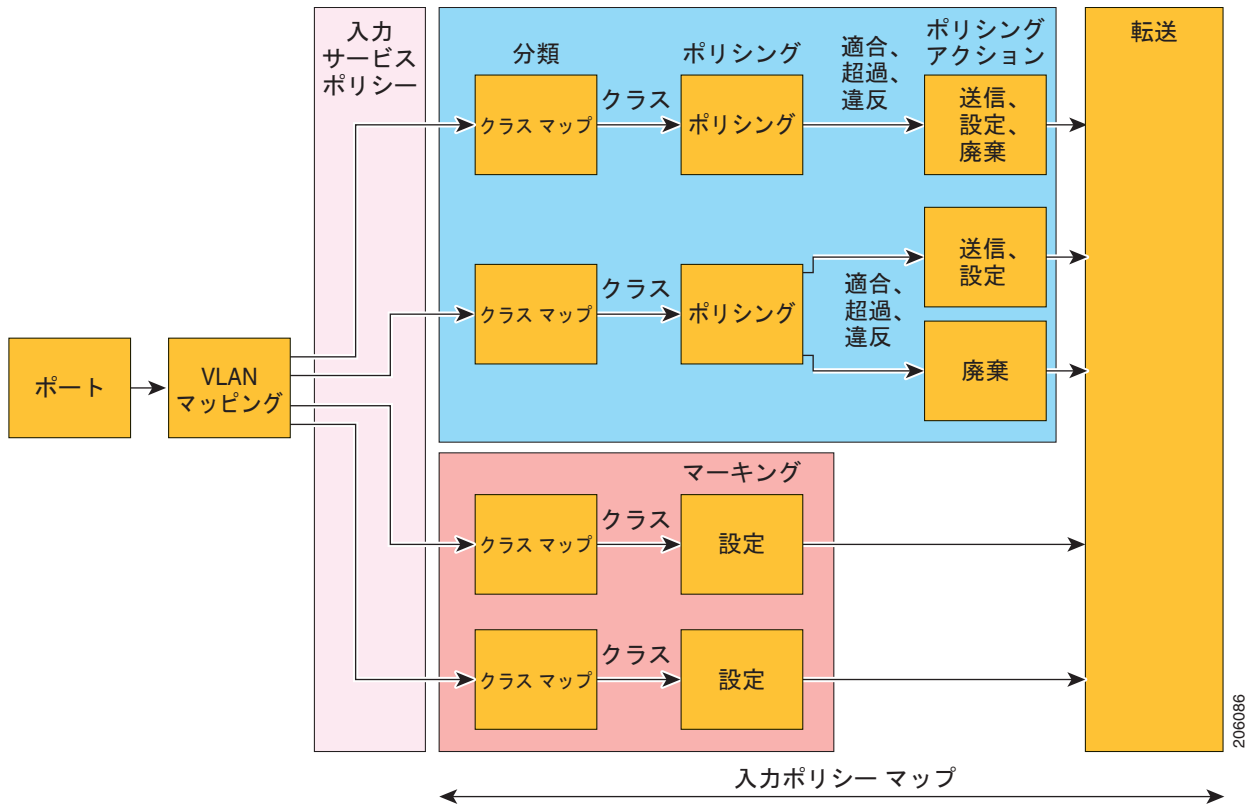 入力
サービス
ポリシー
分類
ポリシング
適合、
超過、
違反
ポリシング
アクション
転送
クラス マップ
クラス
ポリシング
送信、
設定、
廃棄
クラス マップ
クラス
ポリシング
適合、
超過、
違反
送信、
設定
廃棄
ポート
VLAN
マッピング
マーキング
クラス マップ
クラス
設定
クラス マップ
クラス
設定
206086
入力ポリシー マップ